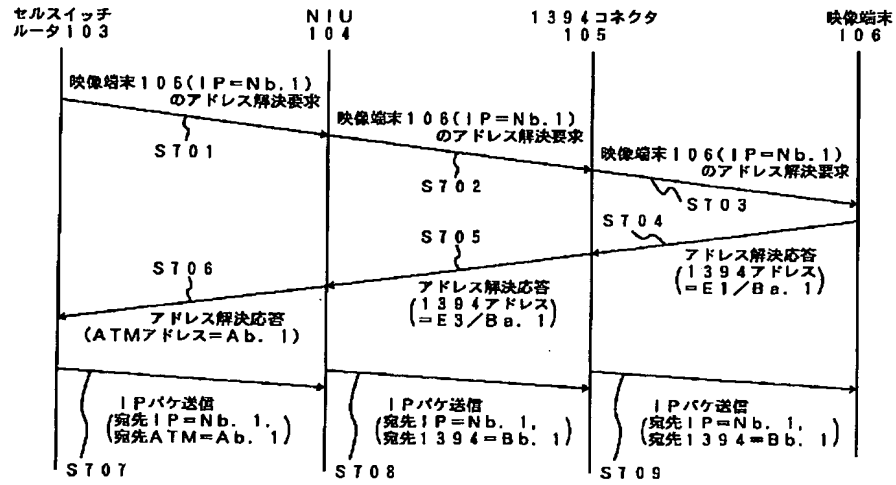 セルスイッチ
ルータ103
NIU
104
1394コネクタ
105
映像端末
106
映像端末106(IP=Nb.1)
のアドレス解決要求
S701
映像端末106(IP=Nb.1)
のアドレス解決要求
S702
映像端末106(IP=Nb.1)
のアドレス解決要求
S703
S704
アドレス解決応答
(1394アドレス
=E1/Ba.1)
S705
アドレス解決応答
(1394アドレス
=E3/Ba.1)
S706
アドレス解決応答
(ATMアドレス=Ab.1)
IPパケ送信
(宛先IP=Nb.1,
宛先ATM=Ab.1)
S707
IPパケ送信
(宛先IP=Nb.1,
宛先1394=Bb.1)
S708
IPパケ送信
(宛先IP=Nb.1,
宛先1394=Bb.1)
S709